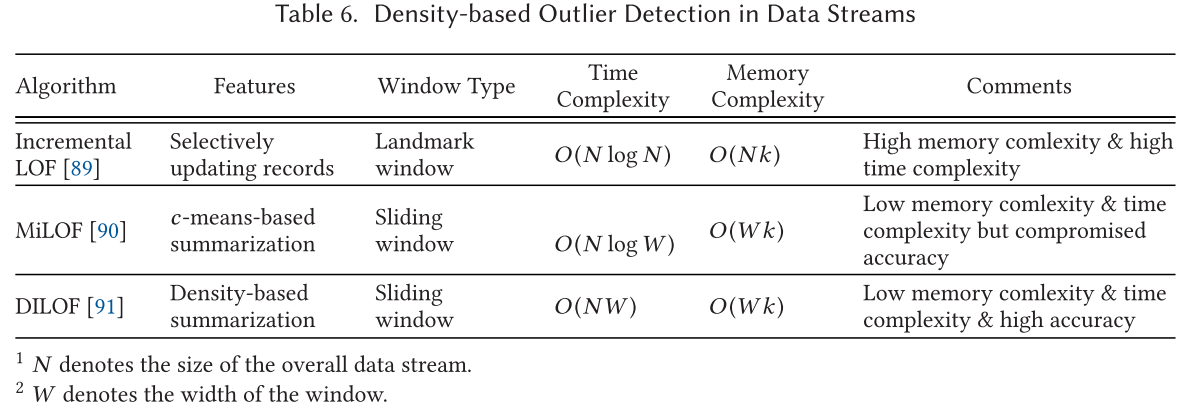 Table 6. Density-based Outlier Detection in Data Streams
Algorithm Features Window Type Time Complexity Memory Complexity Comments
Incremental Selectively Landmark O(N log N) O(Nk) High memory comlexity & high
LOF [89] updating records window time complexity
MiLOF [90] c-means-based summarization Sliding window O(N log W) O(Wk) Low memory comlexity & time
complexity but compromised
accuracy
DILOF [91] Density-based Sliding O(NW) O(Wk) Low memory comlexity & time
summarization window complexity & high accuracy
1 N denotes the size of the overall data stream.
2 W denotes the width of the window.